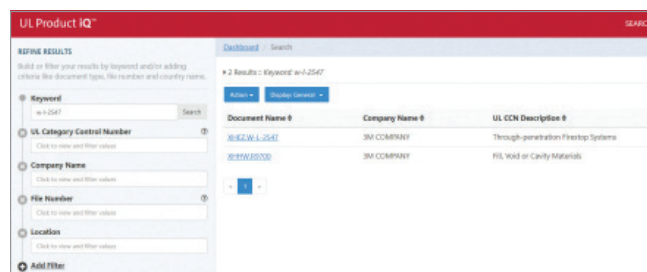 UL Product iQ™
SEARC
REFINE RESULTS
Build or filter your results by keyword and/or adding
criteria like document type, file number and country name.
Keyword
w-l-2547
Search
UL Category Control Number
Click to view and filter values
Company Name
Click to view and filter values
File Number
Click to view and filter values
Location
Click to view and filter values
Add Filter
Dashboard / Search
2 Results :: Keyword: w-l-2547
Action
Display: General
Document Name
Company Name
UL CCN Description
XHEZ.W-L-2547
3M COMPANY
Through-penetration Firestop Systems
XHHW.R9700
3M COMPANY
Fill, Void or Cavity Materials
« 1 »